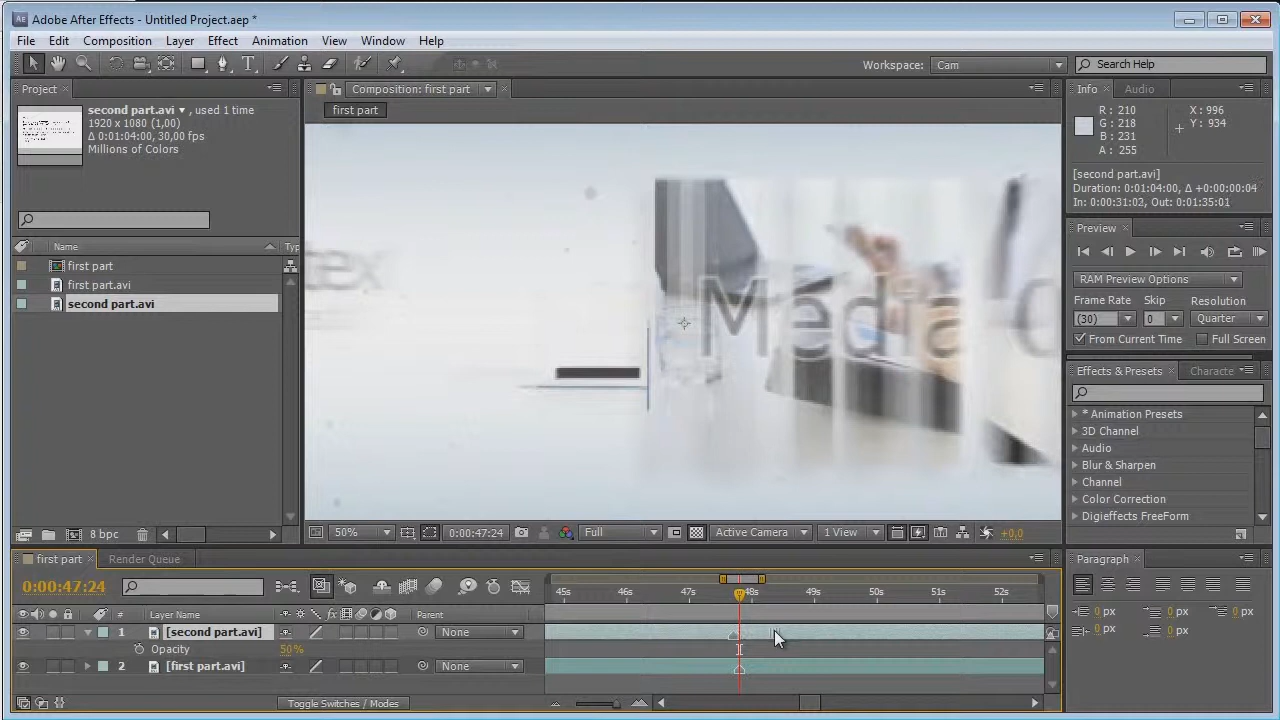 Adobe After Effects - Untitled Project.aep *
File Edit Composition Layer Effect Animation View Window Help
Workspace: Cam Search Help
Project
second part.avi , used 1 time
1920 x 1080 (1,00)
Δ 0:01:04:00, 30,00 fps
Millions of Colors
Name Typ
first part
first part.avi
second part.avi
8 bpc
Composition: first part
first part
tex
Media
50% 0:00:47:24 Full Active Camera 1 View +0,0
Info Audio
R: 210 X: 996
G: 218 Y: 934
B: 231
A: 255
[second part.avi]
Duration: 0:01:04:00, Δ +0:00:00:04
In: 0:00:31:02, Out: 0:01:35:01
Preview
RAM Preview Options
Frame Rate Skip Resolution
(30) 0 Quarter
From Current Time Full Screen
Effects & Presets Characte
* Animation Presets
3D Channel
Audio
Blur & Sharpen
Channel
Color Correction
Digieffects FreeForm
first part Render Queue
0:00:47:24
45s 46s 47s 48s 49s 50s 51s 52s
# Layer Name Parent
1 [second part.avi] None
Opacity 50%
2 [first part.avi] None
Toggle Switches / Modes
Paragraph
0 px 0 px 0 px
0 px 0 px